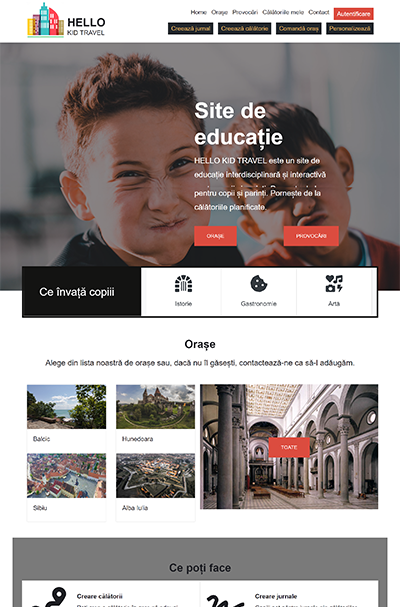 HELLO
KID TRAVEL
Home Orașe Provocări Călătoriile mele Contact Autentificare
Creează jurnal Creează călătorie Comandă oraș Personalizează
Site de
educație
HELLO KID TRAVEL este un site de
educație interdisciplinară și interactivă
pentru copii și parinți. Pornește de la
călătoriile planificate.
ORAȘE PROVOCĂRI
Ce învață copiii
Istorie Gastronomie Artă
Orașe
Alege din lista noastră de orașe sau, dacă nu îl găsești, contactează-ne ca să-l adăugăm.
Balcic Hunedoara
TOATE
Sibiu Alba Iulia
Ce poți face
Creare călătorii Creare jurnale